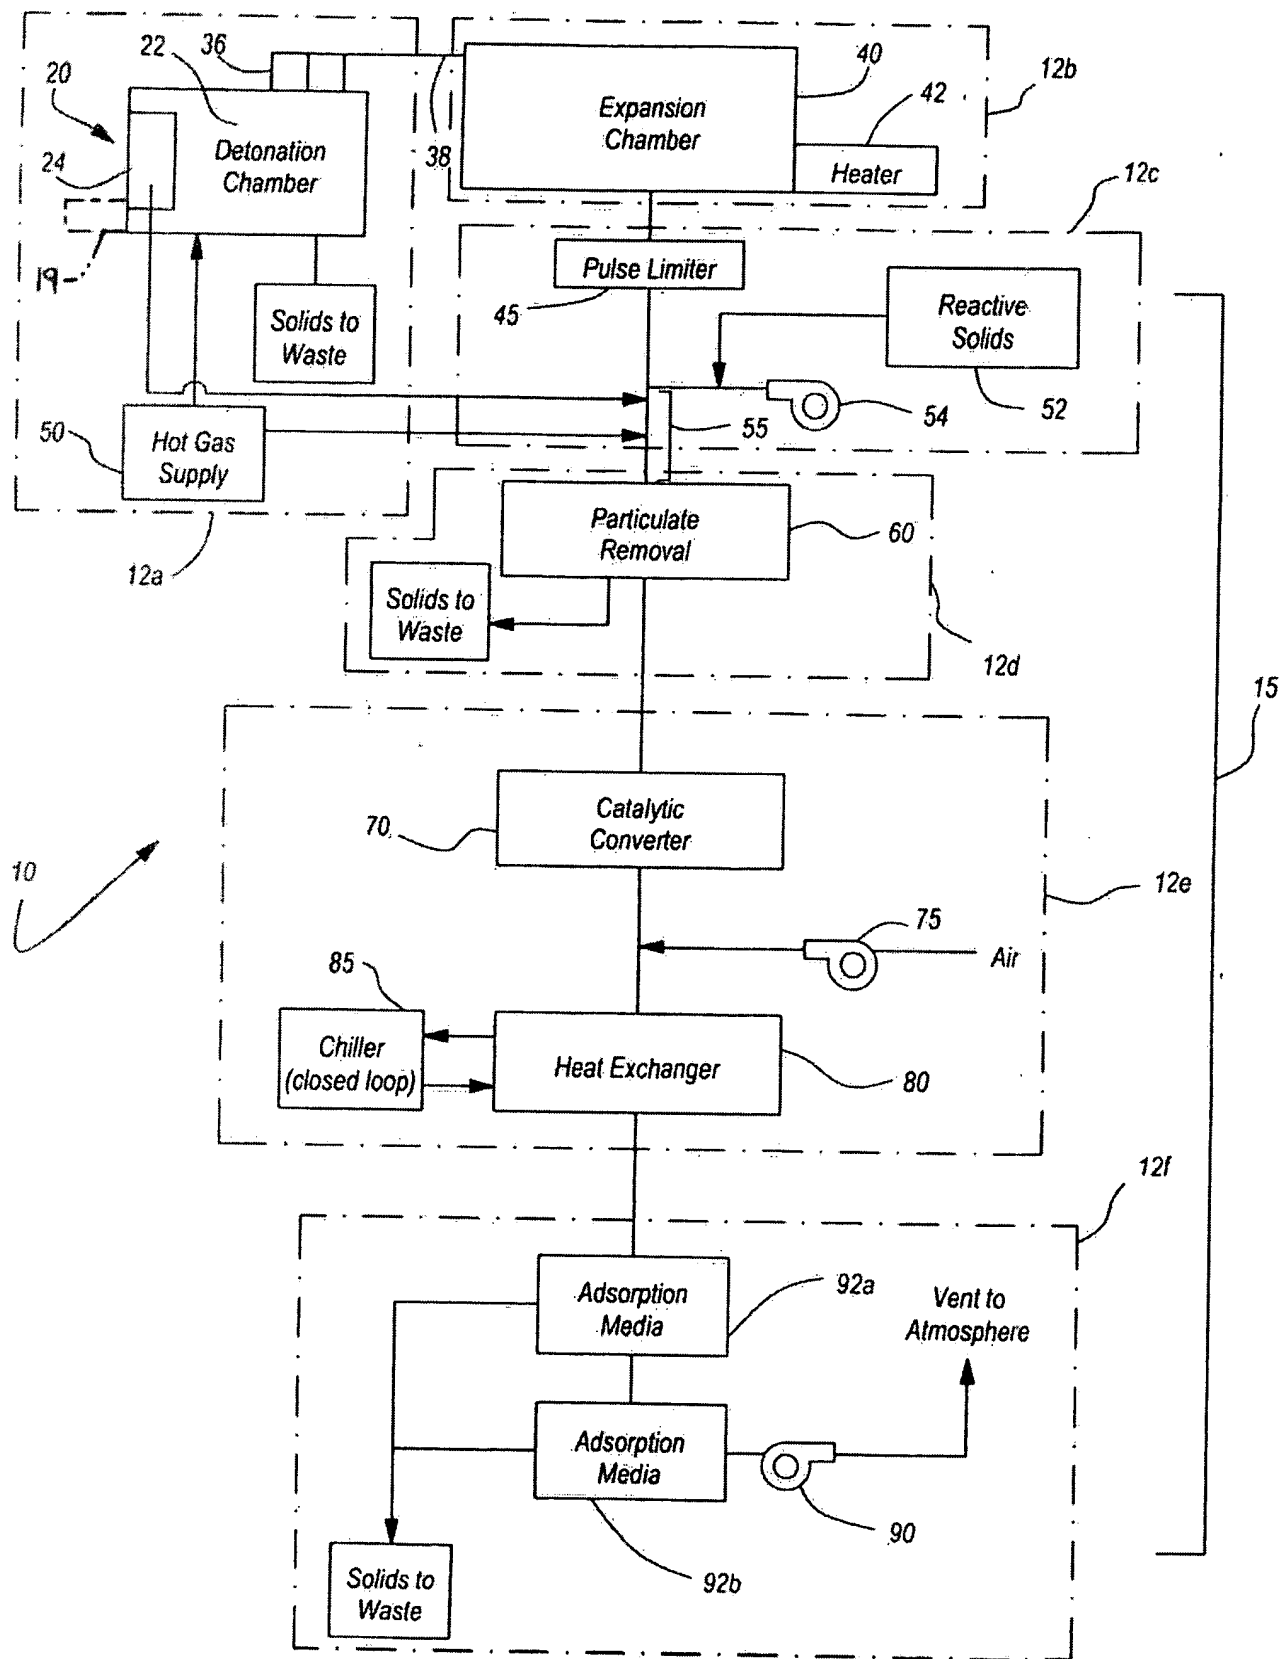 22
36
20
24
Detonation
Chamber
19
38
Expansion
Chamber
40
42
Heater
12b
12c
Pulse Limiter
45
Reactive
Solids
52
54
55
Solids to
Waste
50
Hot Gas
Supply
12a
Particulate
Removal
60
Solids to
Waste
12d
15
10
Catalytic
Converter
70
12e
75
Air
85
Chiller
(closed loop)
Heat Exchanger
80
12f
Adsorption
Media
92a
Vent to
Atmosphere
Adsorption
Media
90
92b
Solids to
Waste